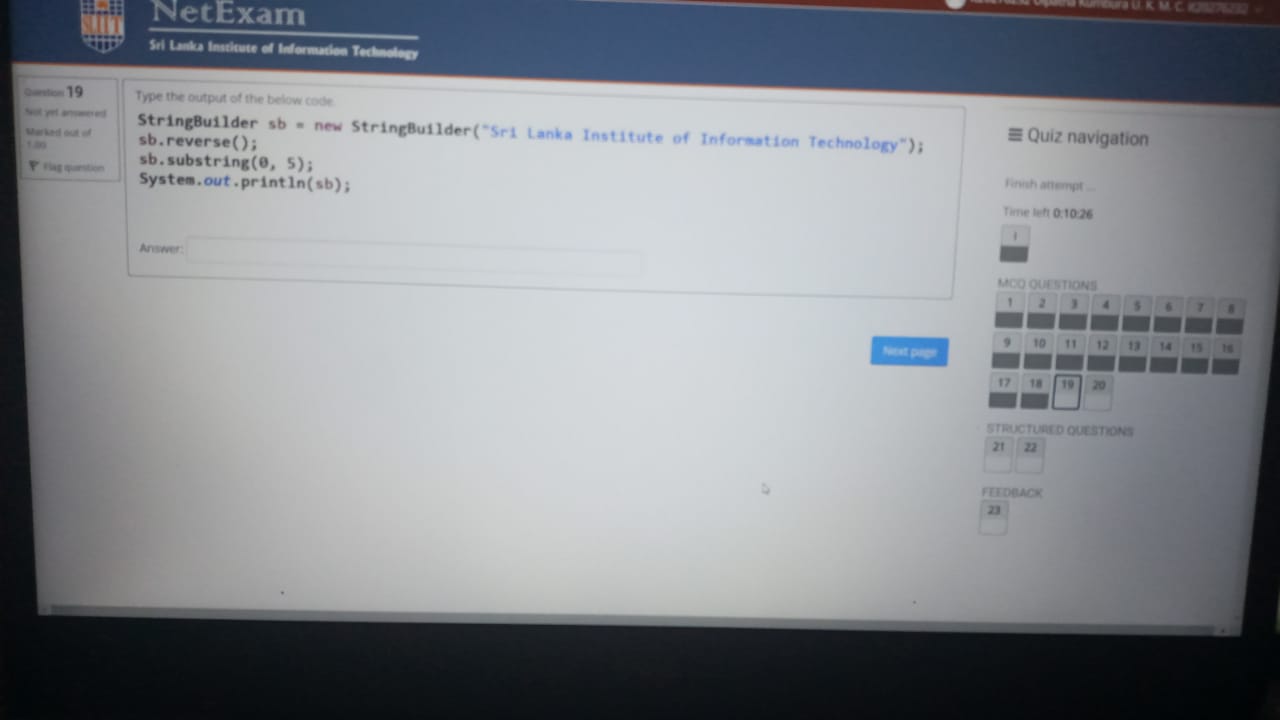 NetExam
Sri Lanka Institute of Information Technology
Question 19
Not yet answered
Marked out of
1.00
Flag question
Type the output of the below code.
StringBuilder sb = new StringBuilder("Sri Lanka Institute of Information Technology");
sb.reverse();
sb.substring(0, 5);
System.out.println(sb);
Answer:
Next page
Quiz navigation
Finish attempt ...
Time left 0:10:26
i
MCQ QUESTIONS
1 2 3 4 5 6 7 8
9 10 11 12 13 14 15 16
17 18 19 20
STRUCTURED QUESTIONS
21 22
FEEDBACK
23